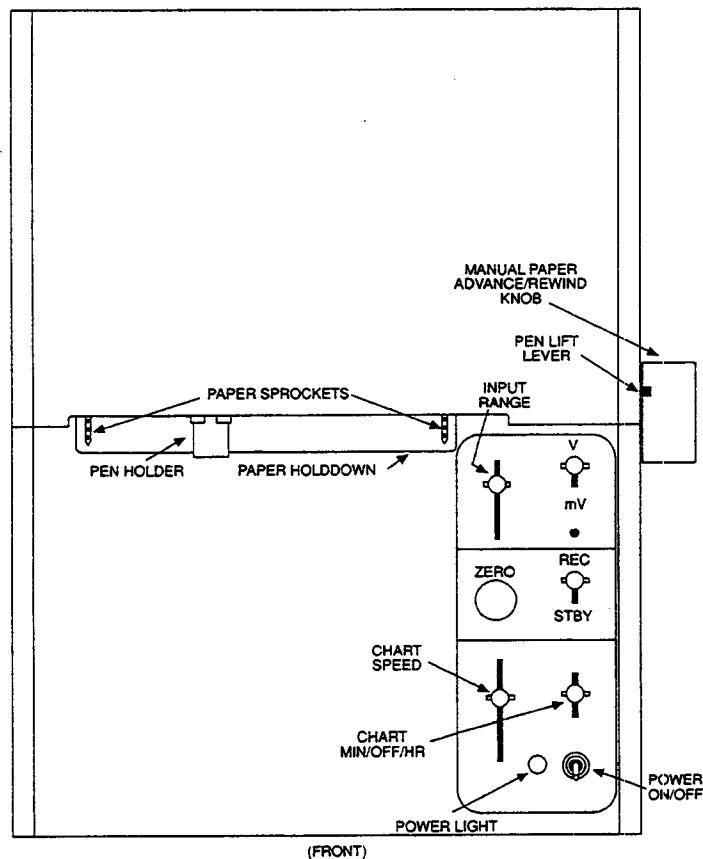 MANUAL PAPER
ADVANCE/REWIND
KNOB
PEN LIFT
LEVER
INPUT
RANGE
PAPER SPROCKETS
PEN HOLDER
PAPER HOLDDOWN
V
mV
ZERO
REC
STBY
CHART
SPEED
CHART
MIN/OFF/HR
POWER
ON/OFF
POWER LIGHT
(FRONT)